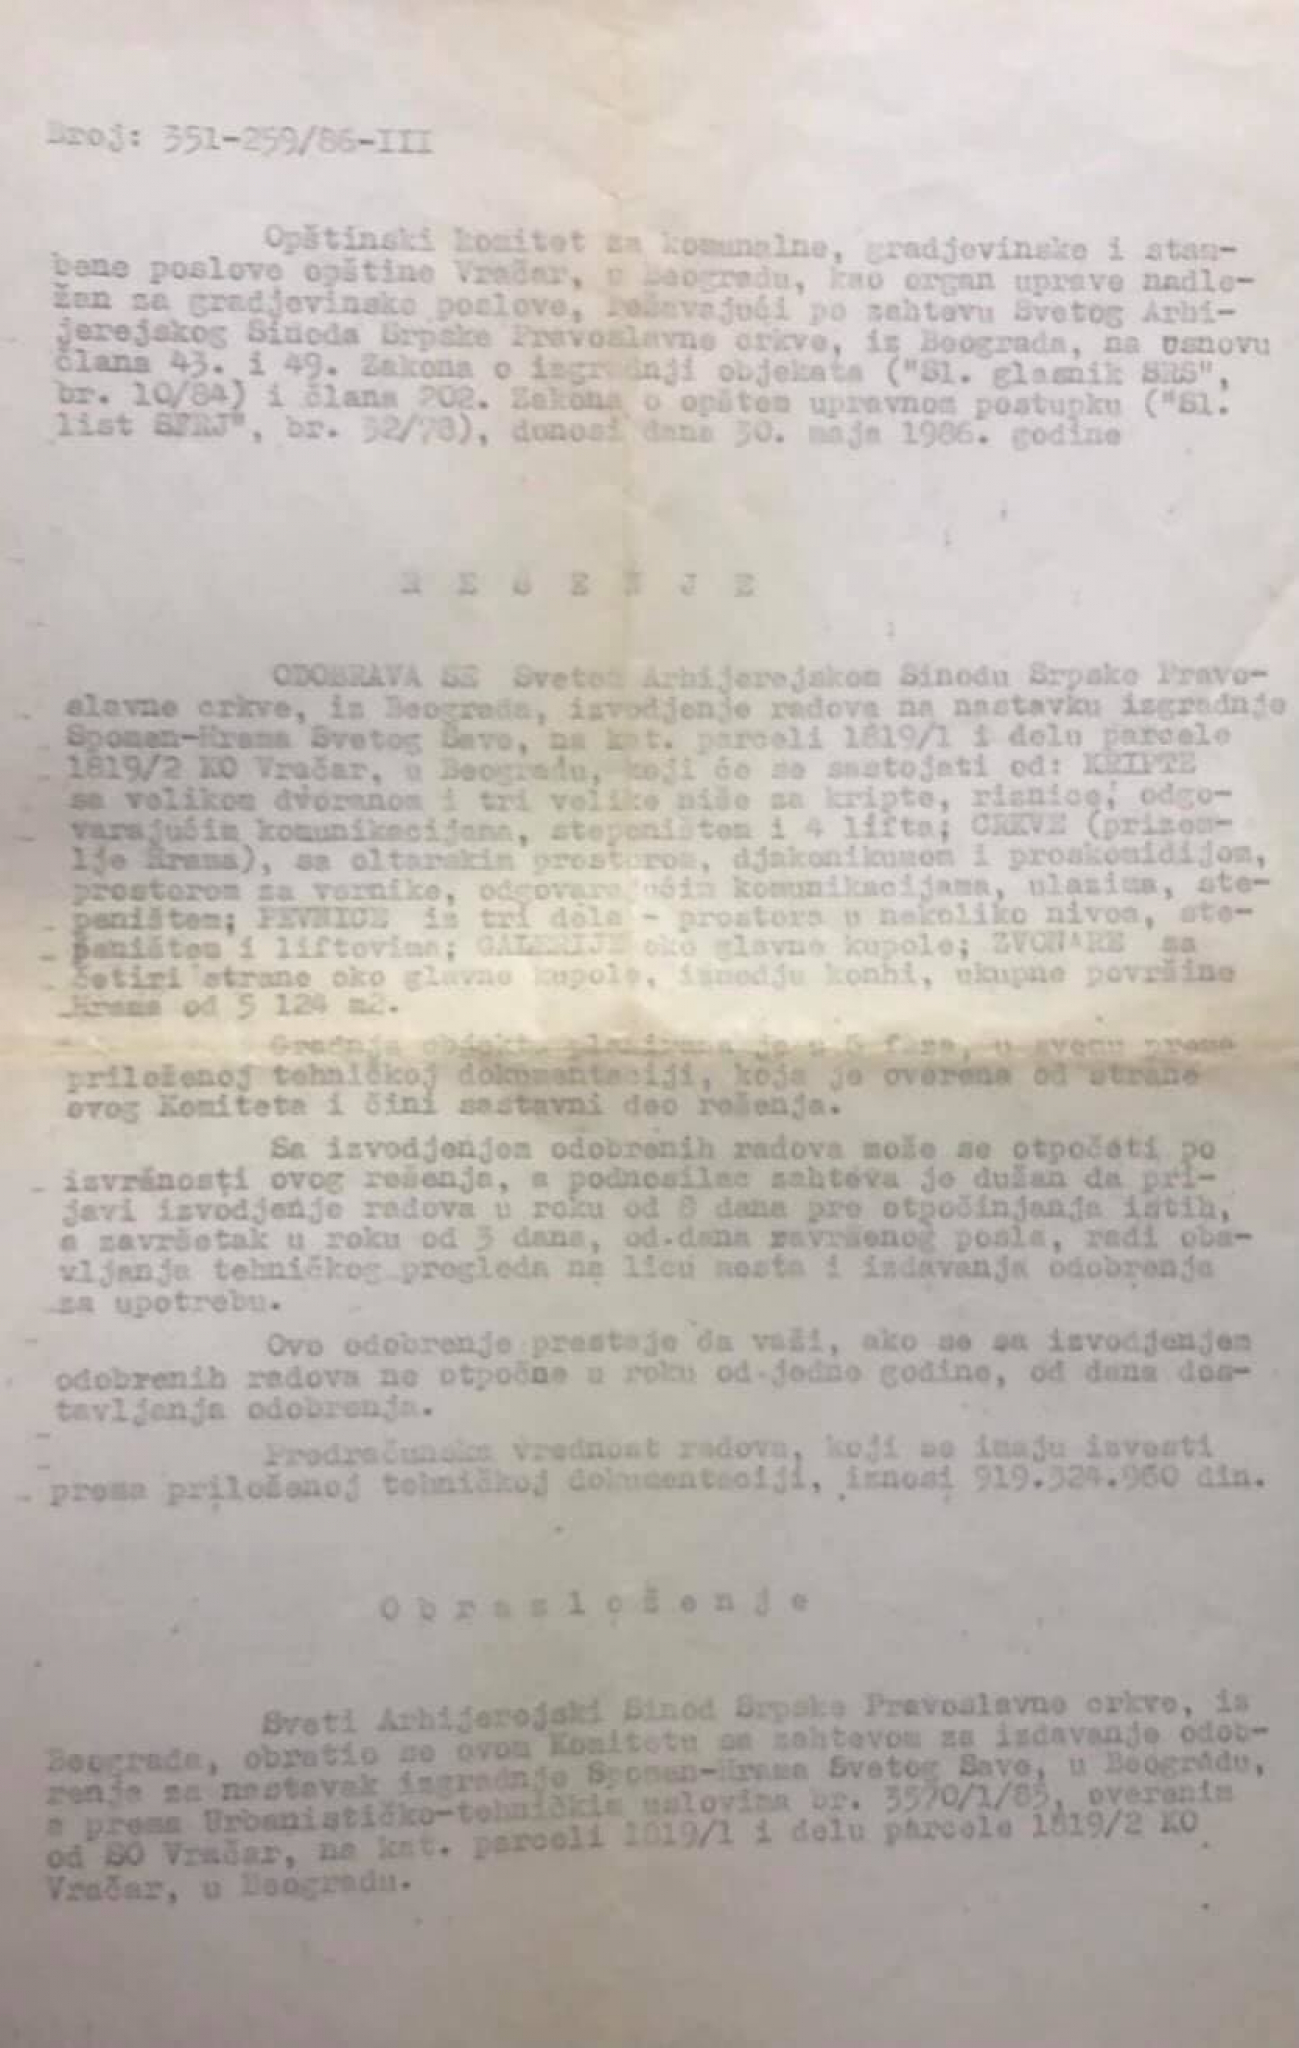 Broj: 351-259/86-III
Opštinski komitet za komunalne, gradjevinske i stam-
bene poslove opštine Vračar, u Beogradu, kao organ uprave nadle-
žan za gradjevinske poslove, rešavajući po zahtevu Svetog Arhi-
jerejskog Sinoda Srpske Pravoslavne crkve, iz Beograda, na osnovu
člana 43. i 49. Zakona o izgradnji objekata ("Sl. glasnik SRS",
br. 10/84) i člana 202. Zakona o opštem upravnom postupku ("Sl.
list SFRJ", br. 32/78), donosi dana 30. maja 1986. godine
R E Š E N J E
ODOBRAVA SE Svetom Arhijerejskom Sinodu Srpske Pravo-
slavne crkve, iz Beograda, izvodjenje radova na nastavku izgradnje
Spomen-Hrama Svetog Save, na kat. parceli 1819/1 i delu parcele
1819/2 KO Vračar, u Beogradu, koji će se sastojati od: KRIPTE
sa velikom dvoranom i tri velike niše za kripte, riznice, odgo-
varajućim komunikacijama, stepeništem i 4 lifta; CRKVE (prizem-
lje Hrama), sa oltarskim prostorom, djakonikumom i proskomidijom,
prostorom za vernike, odgovarajućim komunikacijama, ulazima, ste-
peništem; PEVNICE iz tri dela - prostora u nekoliko nivoa, ste-
peništem i liftovima; GALERIJE oko glavne kupole; ZVONARE sa
četiri strane oko glavne kupole, izmedju konhi, ukupne površine
Hrama od 5 124 m2.
Gradnja objekta planirana je u 6 faza, u svemu prema
priloženoj tehničkoj dokumentaciji, koja je overena od strane
ovog Komiteta i čini sastavni deo rešenja.
Sa izvodjenjem odobrenih radova može se otpočeti po
izvršnosti ovog rešenja, a podnosilac zahteva je dužan da pri-
javi izvodjenje radova u roku od 8 dana pre otpočinjanja istih,
a završetak u roku od 3 dana, od dana završenog posla, radi oba-
vljanja tehničkog pregleda na licu mesta i izdavanja odobrenja
za upotrebu.
Ovo odobrenje prestaje da važi, ako se sa izvodjenjem
odobrenih radova ne otpočne u roku od jedne godine, od dana dos-
tavljanja odobrenja.
Predračunska vrednost radova, koji se imaju izvesti
prema priloženoj tehničkoj dokumentaciji, iznosi 919.324.960 din.
O b r a z l o ž e n j e
Sveti Arhijerejski Sinod Srpske Pravoslavne crkve, iz
Beograda, obratio se ovom Komitetu sa zahtevom za izdavanje odob-
renja za nastavak izgradnje Spomen-Hrama Svetog Save, u Beogradu,
a prema Urbanističko-tehničkim uslovima br. 3570/1/85, overenim
od SO Vračar, na kat. parceli 1819/1 i delu parcele 1819/2 KO
Vračar, u Beogradu.